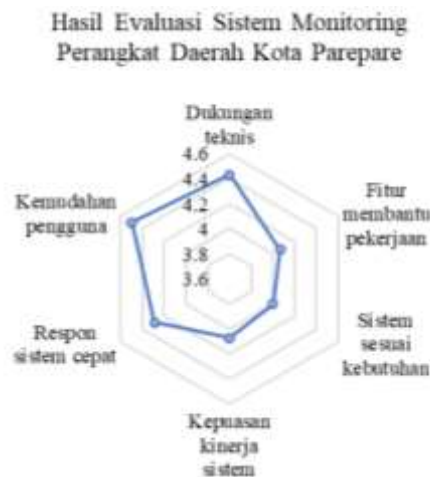 Hasil Evaluasi Sistem Monitoring
Perangkat Daerah Kota Parepare
Dukungan
teknis
4.6
4.4
4.2
4
3.8
3.6
Fitur
membantu
pekerjaan
Sistem
sesuai
kebutuhan
Kepuasan
kinerja
sistem
Respon
sistem cepat
Kemudahan
pengguna